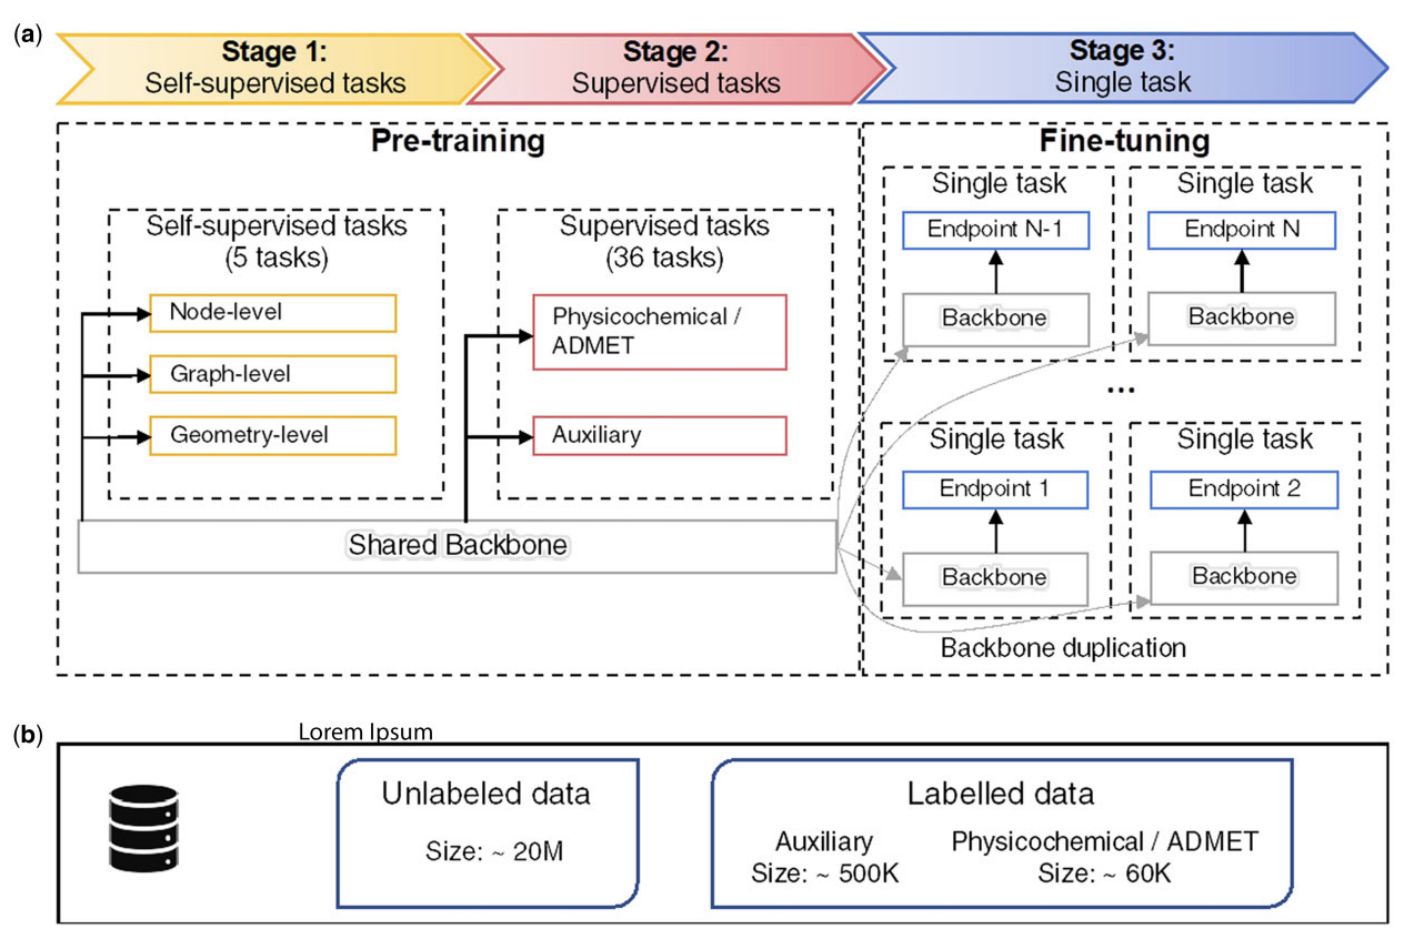 (a)
Stage 1:
Self-supervised tasks
Stage 2:
Supervised tasks
Stage 3:
Single task
Pre-training
Self-supervised tasks
(5 tasks)
Node-level
Graph-level
Geometry-level
Supervised tasks
(36 tasks)
Physicochemical /
ADMET
Auxiliary
Shared Backbone
Fine-tuning
Single task
Endpoint N-1
Backbone
Single task
Endpoint N
Backbone
...
Single task
Endpoint 1
Backbone
Single task
Endpoint 2
Backbone
Backbone duplication
(b)
Lorem Ipsum
Unlabeled data
Size: ~ 20M
Labelled data
Auxiliary
Size: ~ 500K
Physicochemical / ADMET
Size: ~ 60K